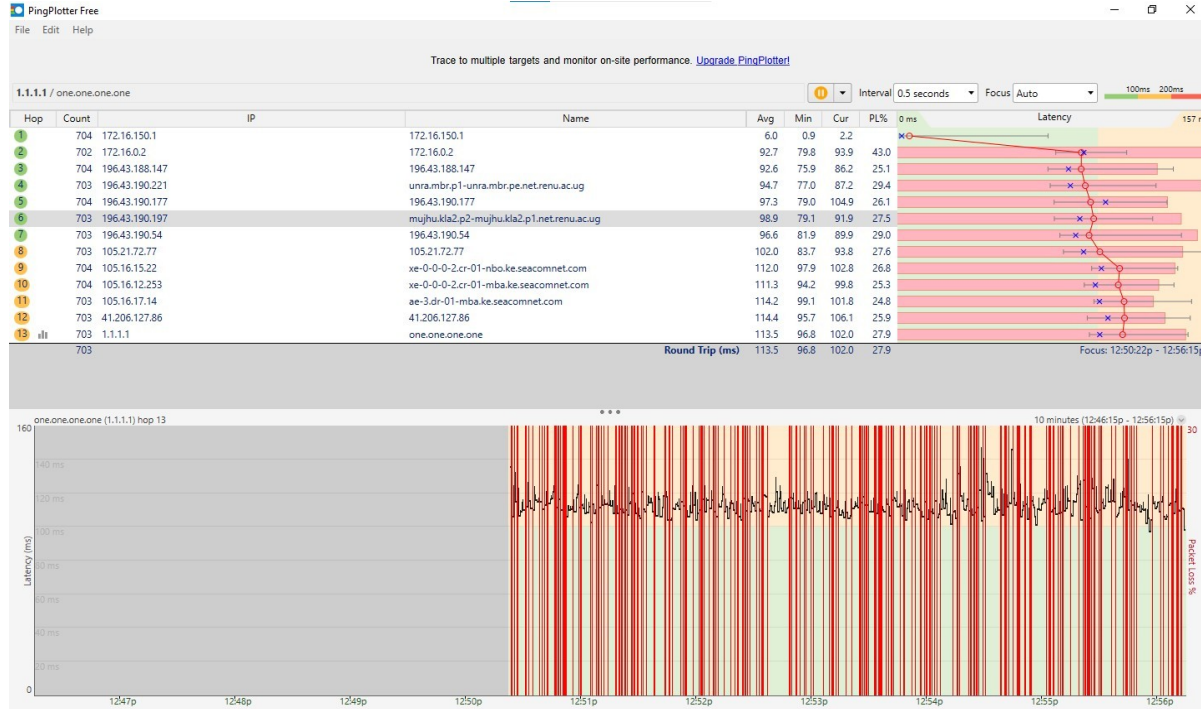 PingPlotter Free
File Edit Help
Trace to multiple targets and monitor on-site performance. Upgrade PingPlotter!
1.1.1.1 / one.one.one.one Interval 0.5 seconds Focus Auto 100ms 200ms
Hop Count IP Name Avg Min Cur PL% 0 ms Latency 157 m
1 704 172.16.150.1 172.16.150.1 6.0 0.9 2.2
2 702 172.16.0.2 172.16.0.2 92.7 79.8 93.9 43.0
3 704 196.43.188.147 196.43.188.147 92.6 75.9 86.2 25.1
4 703 196.43.190.221 unra.mbr.p1-unra.mbr.pe.net.renu.ac.ug 94.7 77.0 87.2 29.4
5 704 196.43.190.177 196.43.190.177 97.3 79.0 104.9 26.1
6 703 196.43.190.197 mujhu.kla2.p2-mujhu.kla2.p1.net.renu.ac.ug 98.9 79.1 91.9 27.5
7 703 196.43.190.54 196.43.190.54 96.6 81.9 89.9 29.0
8 703 105.21.72.77 105.21.72.77 102.0 83.7 93.8 27.6
9 704 105.16.15.22 xe-0-0-0-2.cr-01-nbo.ke.seacomnet.com 112.0 97.9 102.8 26.8
10 704 105.16.12.253 xe-0-0-0-2.cr-01-mba.ke.seacomnet.com 111.3 94.2 99.8 25.3
11 703 105.16.17.14 ae-3.dr-01-mba.ke.seacomnet.com 114.2 99.1 101.8 24.8
12 703 41.206.127.86 41.206.127.86 114.4 95.7 106.1 25.9
13 703 1.1.1.1 one.one.one.one 113.5 96.8 102.0 27.9
703 Round Trip (ms) 113.5 96.8 102.0 27.9 Focus: 12:50:22p - 12:56:15p
one.one.one.one (1.1.1.1) hop 13 10 minutes (12:46:15p - 12:56:15p)
160 30
140 ms
120 ms
100 ms
80 ms
60 ms
40 ms
20 ms
0
Latency (ms)
Packet Loss %
12:47p 12:48p 12:49p 12:50p 12:51p 12:52p 12:53p 12:54p 12:55p 12:56p